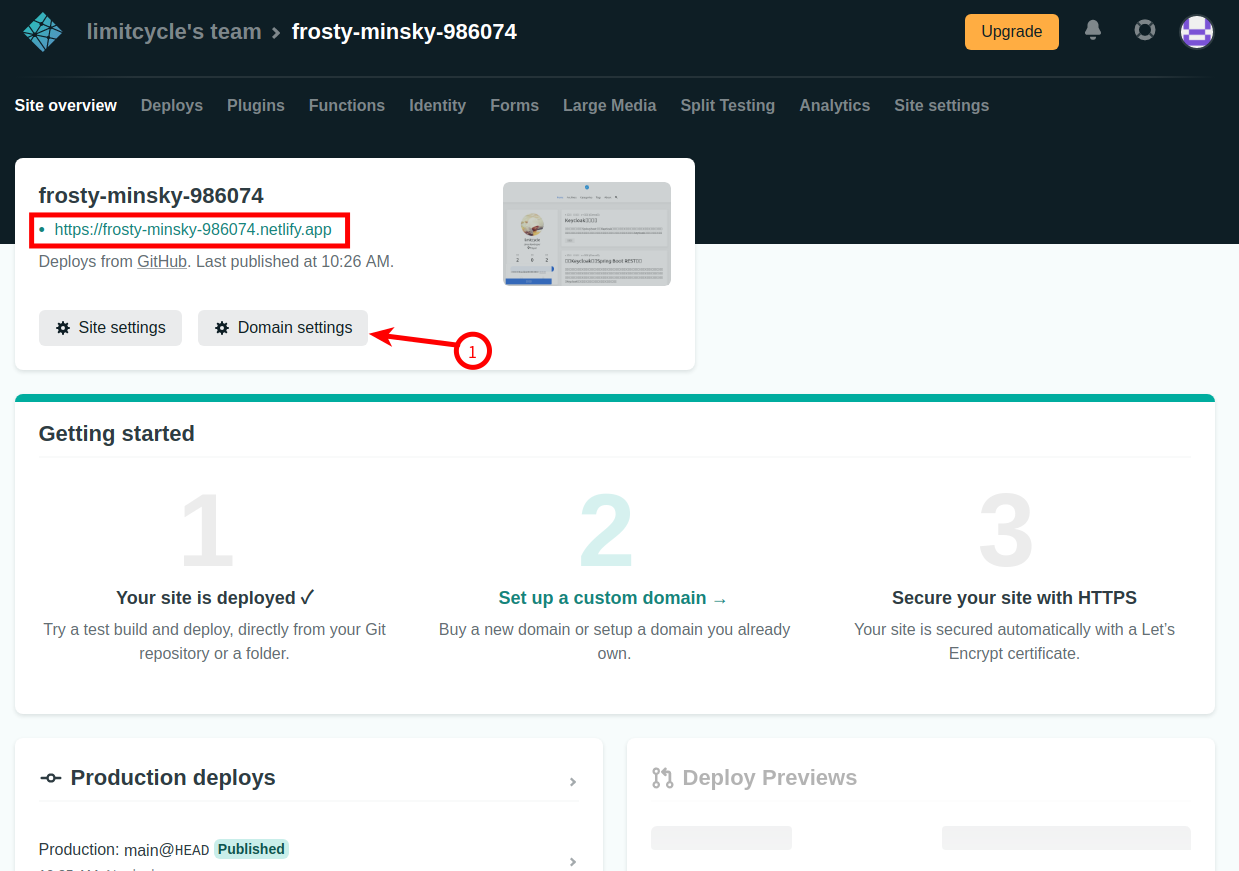 limitcycle's team > frosty-minsky-986074
Upgrade
Site overview Deploys Plugins Functions Identity Forms Large Media Split Testing Analytics Site settings
frosty-minsky-986074
• https://frosty-minsky-986074.netlify.app
Deploys from GitHub. Last published at 10:26 AM.
Site settings
Domain settings
1
Getting started
1
Your site is deployed ✓
Try a test build and deploy, directly from your Git
repository or a folder.
2
Set up a custom domain →
Buy a new domain or setup a domain you already
own.
3
Secure your site with HTTPS
Your site is secured automatically with a Let's
Encrypt certificate.
Production deploys
Production: main@HEAD Published
Deploy Previews